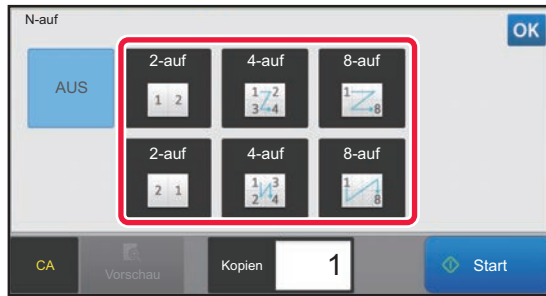 N-auf
OK
AUS
2-auf
4-auf
8-auf
1 2
1 2
3 4
1
8
2-auf
4-auf
8-auf
2 1
1 3
2 4
1
8
CA
Vorschau
Kopien
1
Start